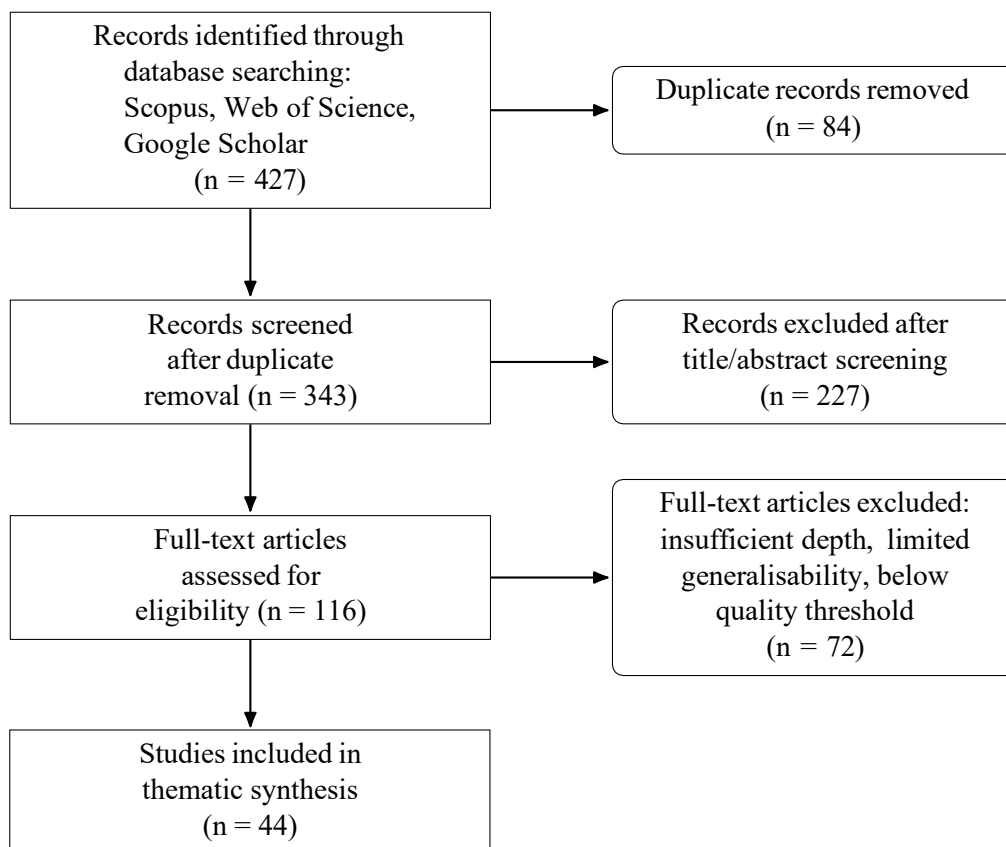 Records identified through
database searching:
Scopus, Web of Science,
Google Scholar
(n = 427)
Duplicate records removed
(n = 84)
Records screened
after duplicate
removal (n = 343)
Records excluded after
title/abstract screening
(n = 227)
Full-text articles
assessed for
eligibility (n = 116)
Full-text articles excluded:
insufficient depth, limited
generalisability, below
quality threshold
(n = 72)
Studies included in
thematic synthesis
(n = 44)